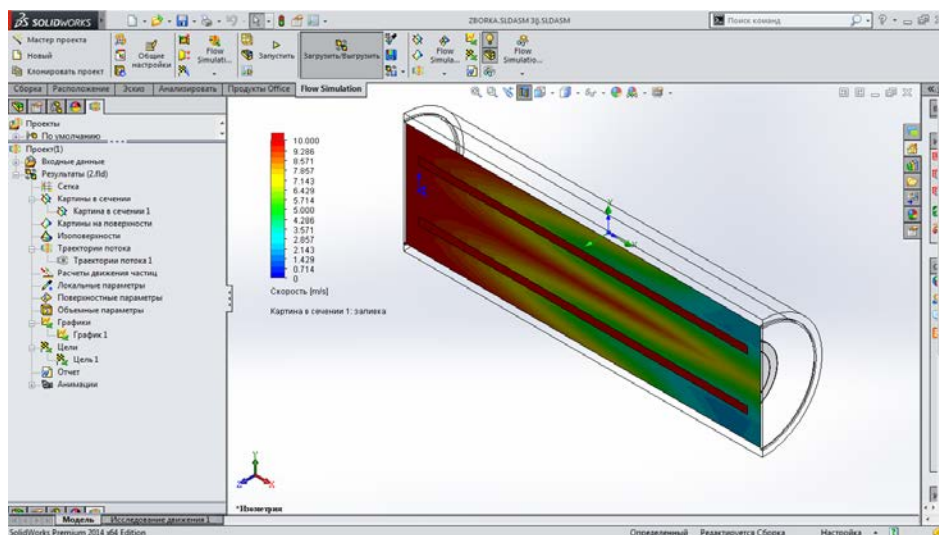 SOLIDWORKS
ZBORKA.SLDASM 3д.SLDASM
Поиск команд
Мастер проекта
Новый
Клонировать проект
Общие настройки
Flow Simulati...
Запустить
Загрузить/Выгрузить
Flow Simula...
Flow Simulatio...
Сборка
Расположение
Эскиз
Анализировать
Продукты Office
Flow Simulation
Проекты
По умолчанию
Проект(1)
Входные данные
Результаты (2.fld)
Сетка
Картины в сечении
Картина в сечении 1
Картины на поверхности
Изоповерхности
Траектории потока
Траектории потока 1
Расчеты движения частиц
Локальные параметры
Поверхностные параметры
Объемные параметры
Графики
График 1
Цели
Цель 1
Отчет
Анимации
10.000
9.286
8.571
7.857
7.143
6.429
5.714
5.000
4.286
3.571
2.857
2.143
1.429
0.714
0
Скорость [m/s]
Картина в сечении 1: заливка
*Изометрия
Модель
Исследование движения 1
SolidWorks Premium 2014 x64 Edition
Определенный
Редактируется Сборка
Настройка